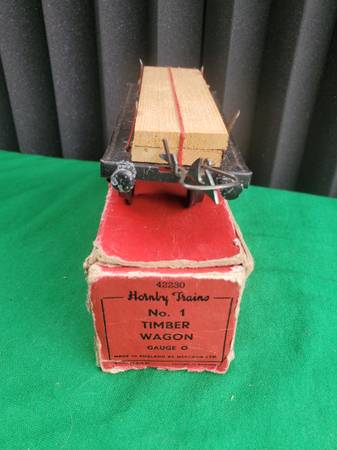 42230
Hornby Trains
No. 1
TIMBER
WAGON
GAUGE O
MADE IN ENGLAND BY MECCANO LTD.